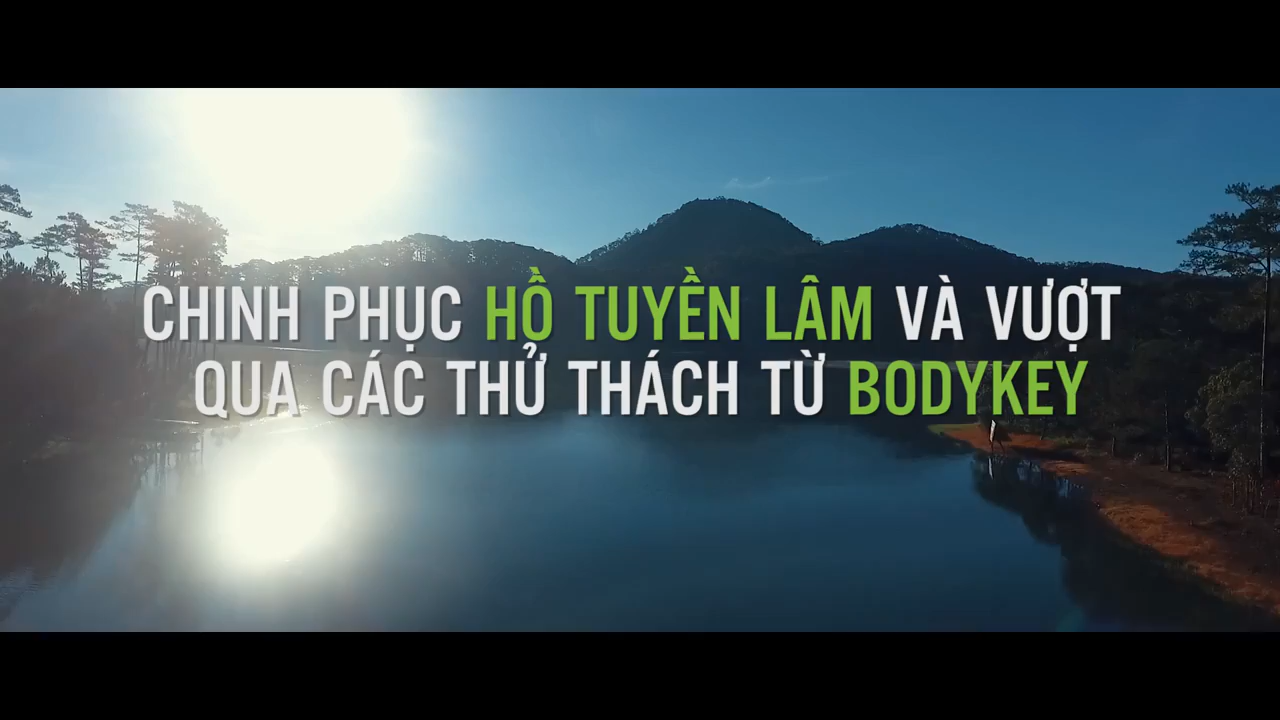 CHINH PHỤC HỒ TUYỀN LÂM VÀ VƯỢT
QUA CÁC THỬ THÁCH TỪ BODYKEY